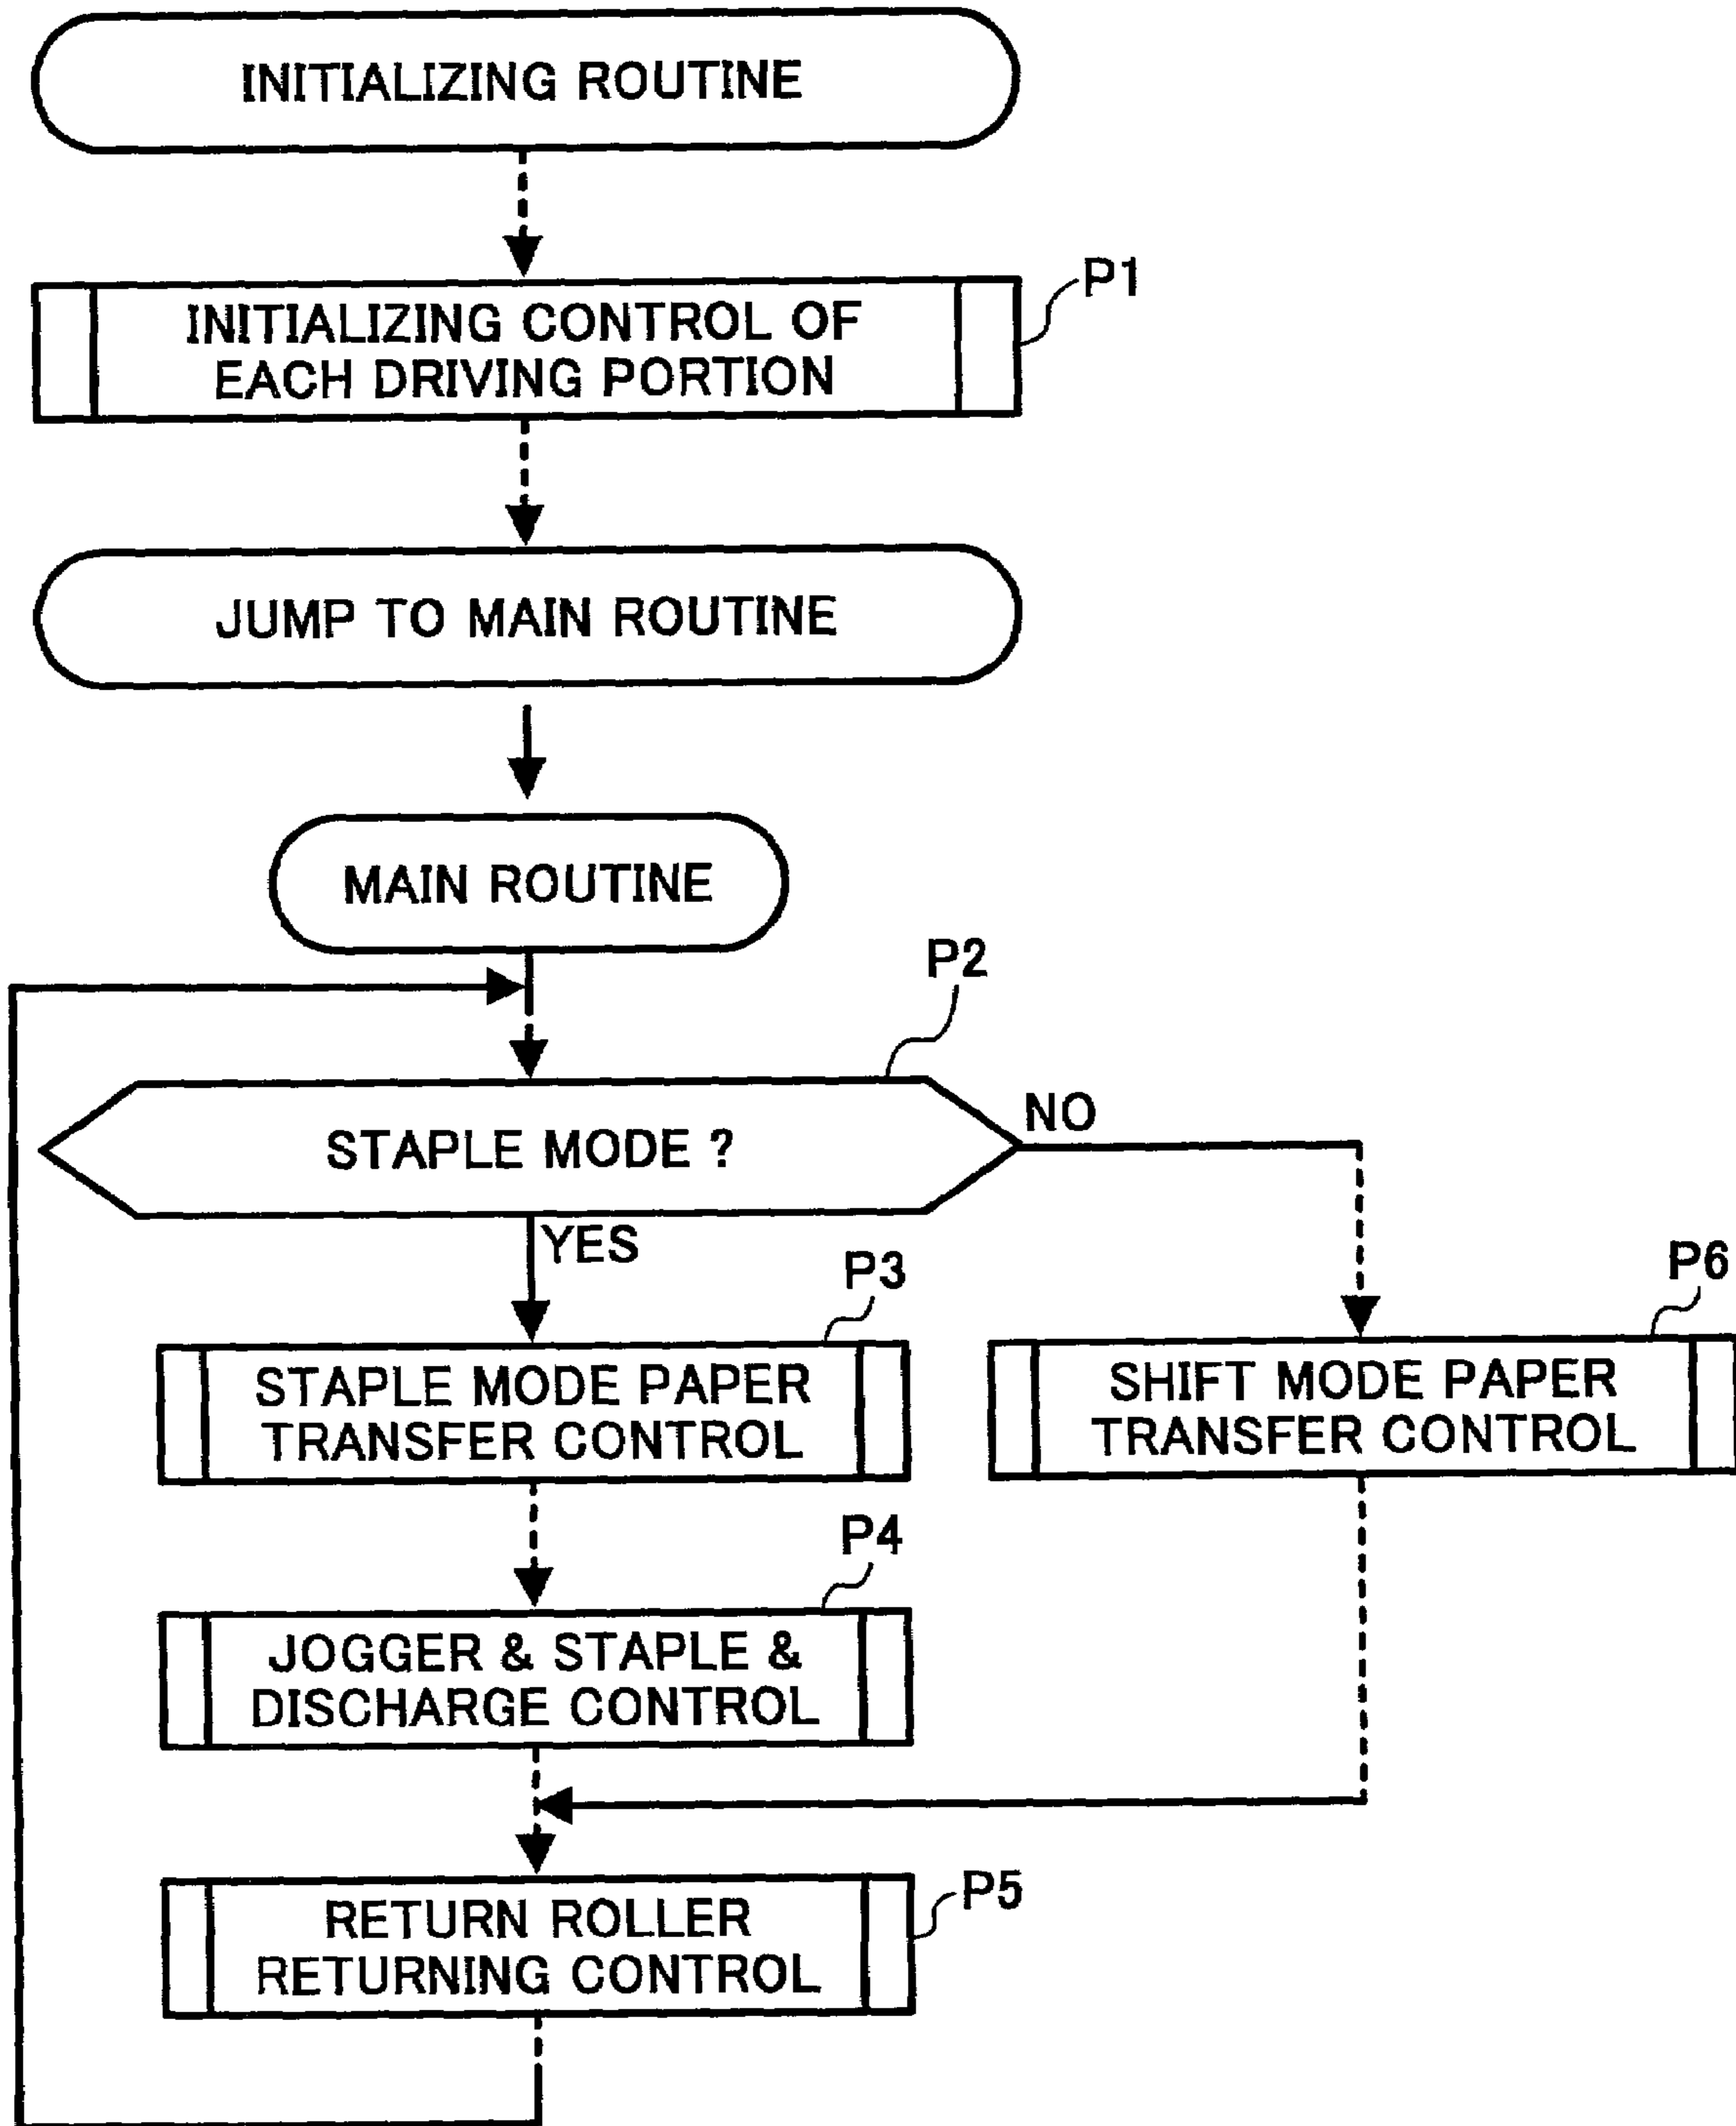 INITIALIZING ROUTINE
P1
INITIALIZING CONTROL OF
EACH DRIVING PORTION
JUMP TO MAIN ROUTINE
MAIN ROUTINE
P2
STAPLE MODE ?
NO
YES
P3
STAPLE MODE PAPER
TRANSFER CONTROL
P6
SHIFT MODE PAPER
TRANSFER CONTROL
P4
JOGGER & STAPLE &
DISCHARGE CONTROL
P5
RETURN ROLLER
RETURNING CONTROL